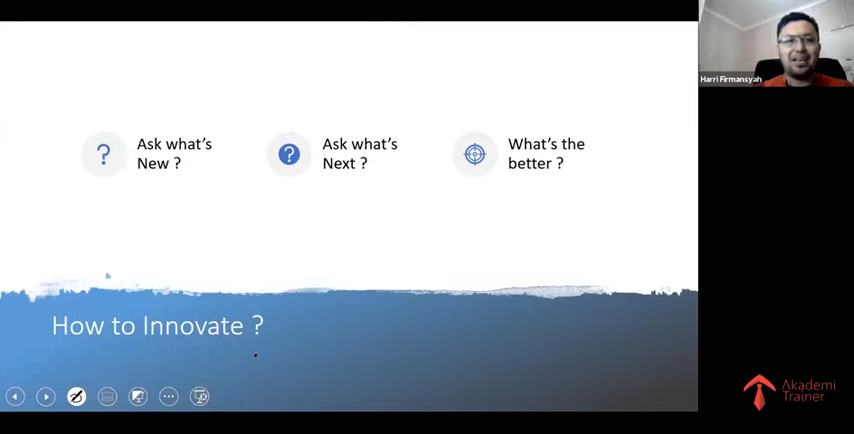 Ask what's
New ?
Ask what's
Next ?
What's the
better ?
How to Innovate ?
Harri Firmansyah
Akademi
Trainer